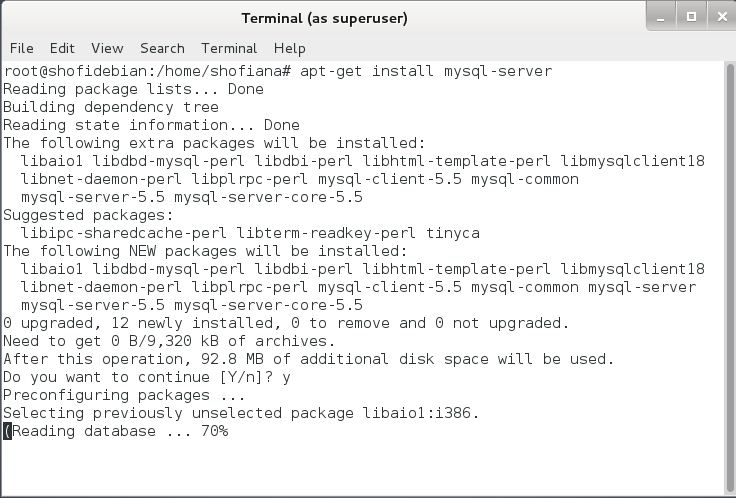 Terminal (as superuser)
File Edit View Search Terminal Help
root@shofidebian:/home/shofiana# apt-get install mysql-server
Reading package lists... Done
Building dependency tree
Reading state information... Done
The following extra packages will be installed:
  libaio1 libdbd-mysql-perl libdbi-perl libhtml-template-perl libmysqlclient18
  libnet-daemon-perl libplrpc-perl mysql-client-5.5 mysql-common
  mysql-server-5.5 mysql-server-core-5.5
Suggested packages:
  libipc-sharedcache-perl libterm-readkey-perl tinyca
The following NEW packages will be installed:
  libaio1 libdbd-mysql-perl libdbi-perl libhtml-template-perl libmysqlclient18
  libnet-daemon-perl libplrpc-perl mysql-client-5.5 mysql-common mysql-server
  mysql-server-5.5 mysql-server-core-5.5
0 upgraded, 12 newly installed, 0 to remove and 0 not upgraded.
Need to get 0 B/9,320 kB of archives.
After this operation, 92.8 MB of additional disk space will be used.
Do you want to continue [Y/n]? y
Preconfiguring packages ...
Selecting previously unselected package libaio1:i386.
(Reading database ... 70%